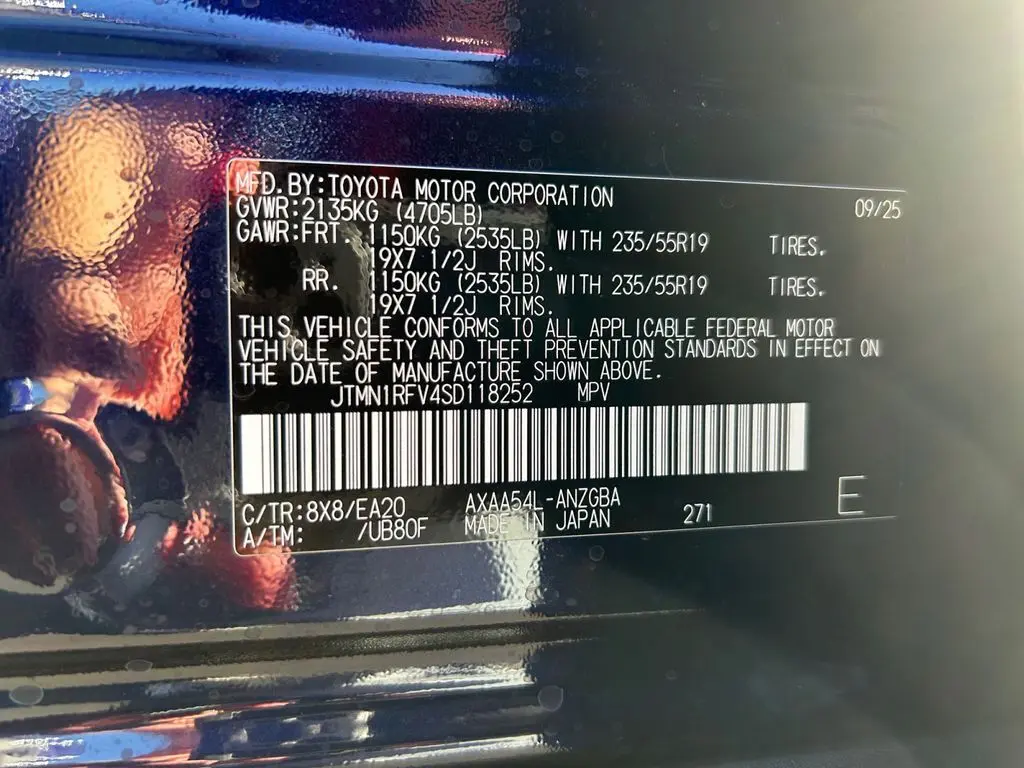 MFD.BY:TOYOTA MOTOR CORPORATION 09/25
GVWR:2135KG (4705LB)
GAWR:FRT. 1150KG (2535LB) WITH 235/55R19 TIRES.
19X7 1/2J RIMS.
RR. 1150KG (2535LB) WITH 235/55R19 TIRES.
19X7 1/2J RIMS.
THIS VEHICLE CONFORMS TO ALL APPLICABLE FEDERAL MOTOR
VEHICLE SAFETY AND THEFT PREVENTION STANDARDS IN EFFECT ON
THE DATE OF MANUFACTURE SHOWN ABOVE.
JTMN1RFV4SD118252 MPV
C/TR:8X8/EA20 AXAA54L-ANZGBA
A/TM: /UB80F MADE IN JAPAN 271 E